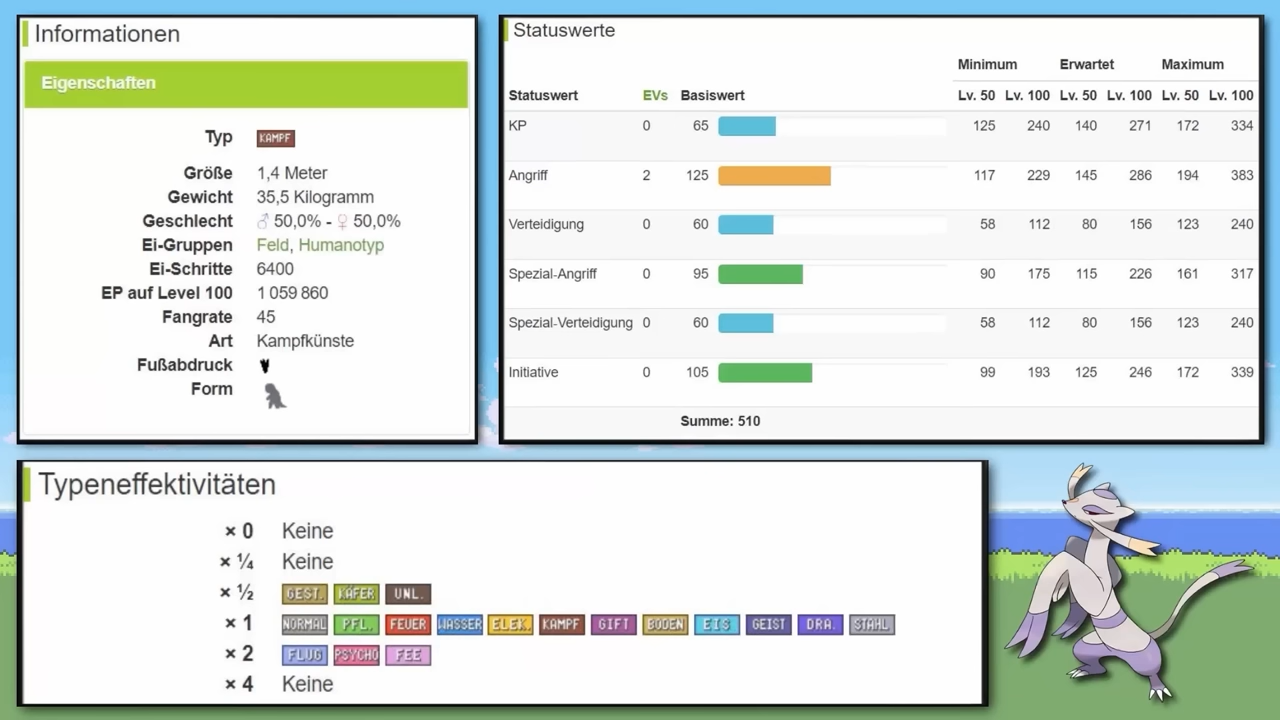 Informationen
Eigenschaften
Typ KAMPF
Größe 1,4 Meter
Gewicht 35,5 Kilogramm
Geschlecht ♂ 50,0% - ♀ 50,0%
Ei-Gruppen Feld, Humanotyp
Ei-Schritte 6400
EP auf Level 100 1 059 860
Fangrate 45
Art Kampfkünste
Fußabdruck
Form
Statuswerte
Minimum Erwartet Maximum
Statuswert EVs Basiswert Lv. 50 Lv. 100 Lv. 50 Lv. 100 Lv. 50 Lv. 100
KP 0 65 125 240 140 271 172 334
Angriff 2 125 117 229 145 286 194 383
Verteidigung 0 60 58 112 80 156 123 240
Spezial-Angriff 0 95 90 175 115 226 161 317
Spezial-Verteidigung 0 60 58 112 80 156 123 240
Initiative 0 105 99 193 125 246 172 339
Summe: 510
Typeneffektivitäten
× 0 Keine
× ¼ Keine
× ½ GEST. KÄFER UNL.
× 1 NORMAL PFL. FEUER WASSER ELEK. KAMPF GIFT BODEN EIS GEIST DRA. STAHL
× 2 FLUG PSYCHO FEE
× 4 Keine